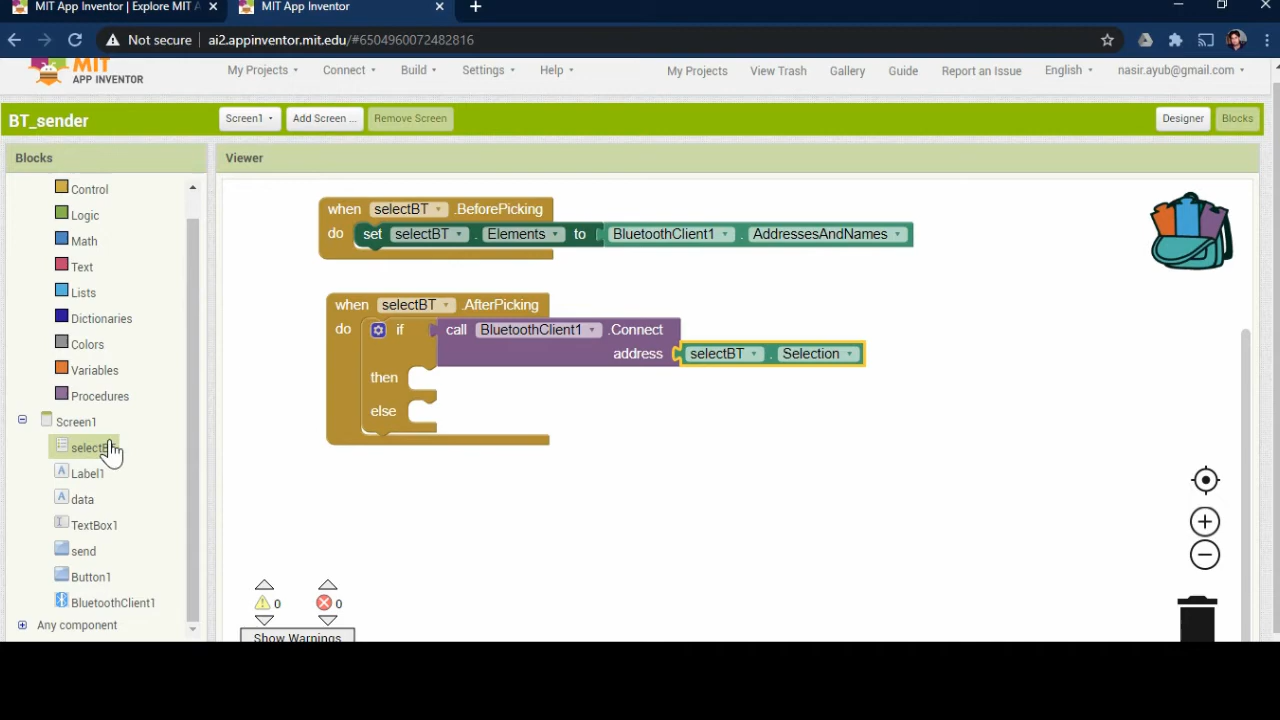 MIT App Inventor | Explore MIT A
MIT App Inventor
Not secure | ai2.appinventor.mit.edu/#6504960072482816
MIT
APP INVENTOR
My Projects
Connect
Build
Settings
Help
My Projects
View Trash
Gallery
Guide
Report an Issue
English
nasir.ayub@gmail.com
BT_sender
Screen1
Add Screen ...
Remove Screen
Designer
Blocks
Blocks
Viewer
Control
Logic
Math
Text
Lists
Dictionaries
Colors
Variables
Procedures
Screen1
Label1
data
TextBox1
send
Button1
BluetoothClient1
Any component
when selectBT .BeforePicking
do set selectBT . Elements to BluetoothClient1 . AddressesAndNames
when selectBT .AfterPicking
do if call BluetoothClient1 .Connect
address selectBT . Selection
then
else
0 0
Show Warnings